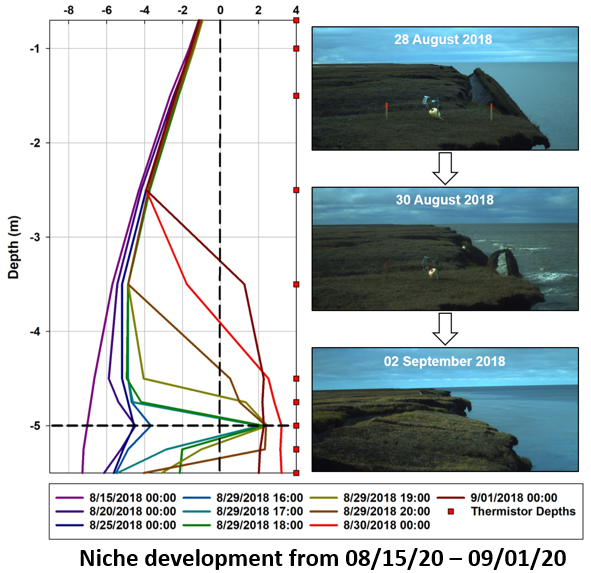 -8 -6 -4 -2 0 2 4
-1
-2
-3
-4
-5
Depth (m)
28 August 2018
30 August 2018
02 September 2018
8/15/2018 00:00 8/29/2018 16:00 8/29/2018 19:00 9/01/2018 00:00
8/20/2018 00:00 8/29/2018 17:00 8/29/2018 20:00 Thermistor Depths
8/25/2018 00:00 8/29/2018 18:00 8/30/2018 00:00
Niche development from 08/15/20 – 09/01/20